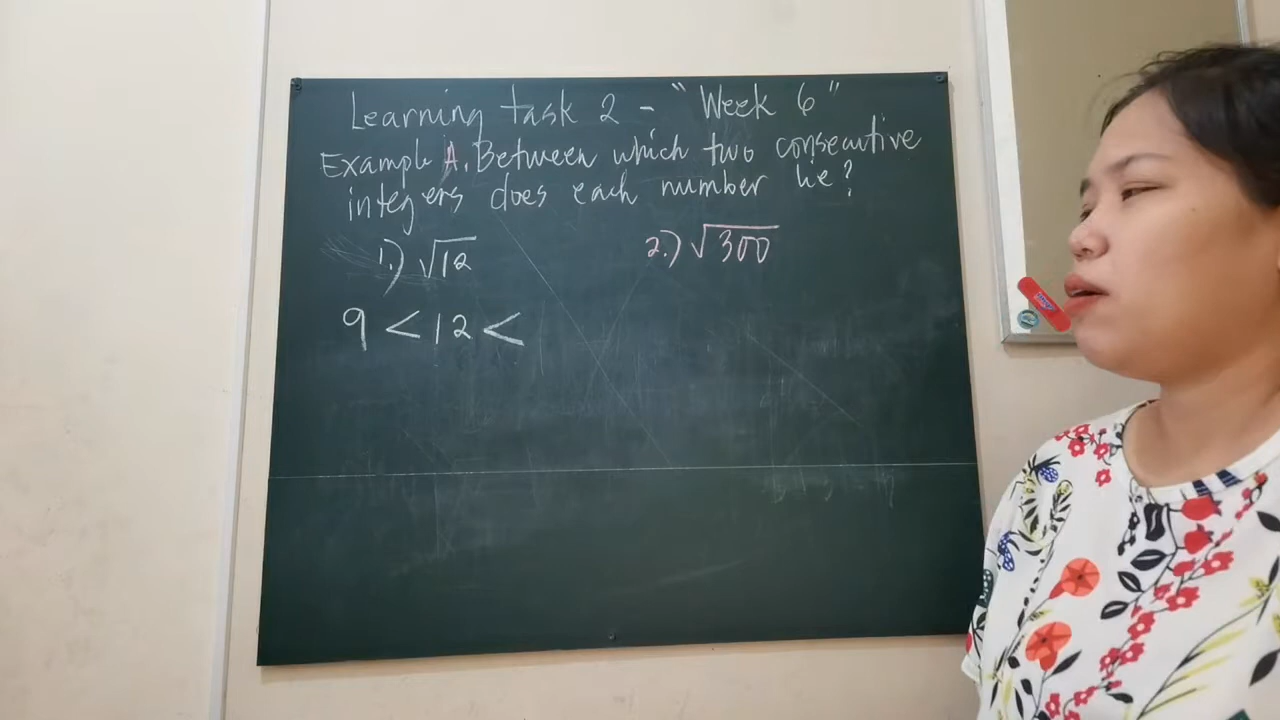 Learning task 2 - "Week 6"
Example A. Between which two consecutive
integers does each number lie?
1.) √12
2.) √300
9 < 12 <